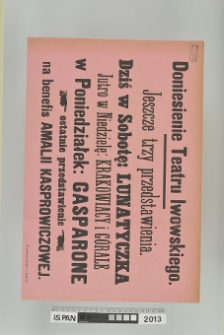 Doniesienie Teatru lwowskiego.
Jeszcze trzy przedstawienia
Dziś w Sobotę: LUNATYCZKA
Jutro w Niedzielę: KRAKOWIACY i GÓRALE
w Poniedziałek: GASPARONE
ostatnie przedstawienie
na benefis AMALII KASPROWICZOWEJ.
IS PAN
2013